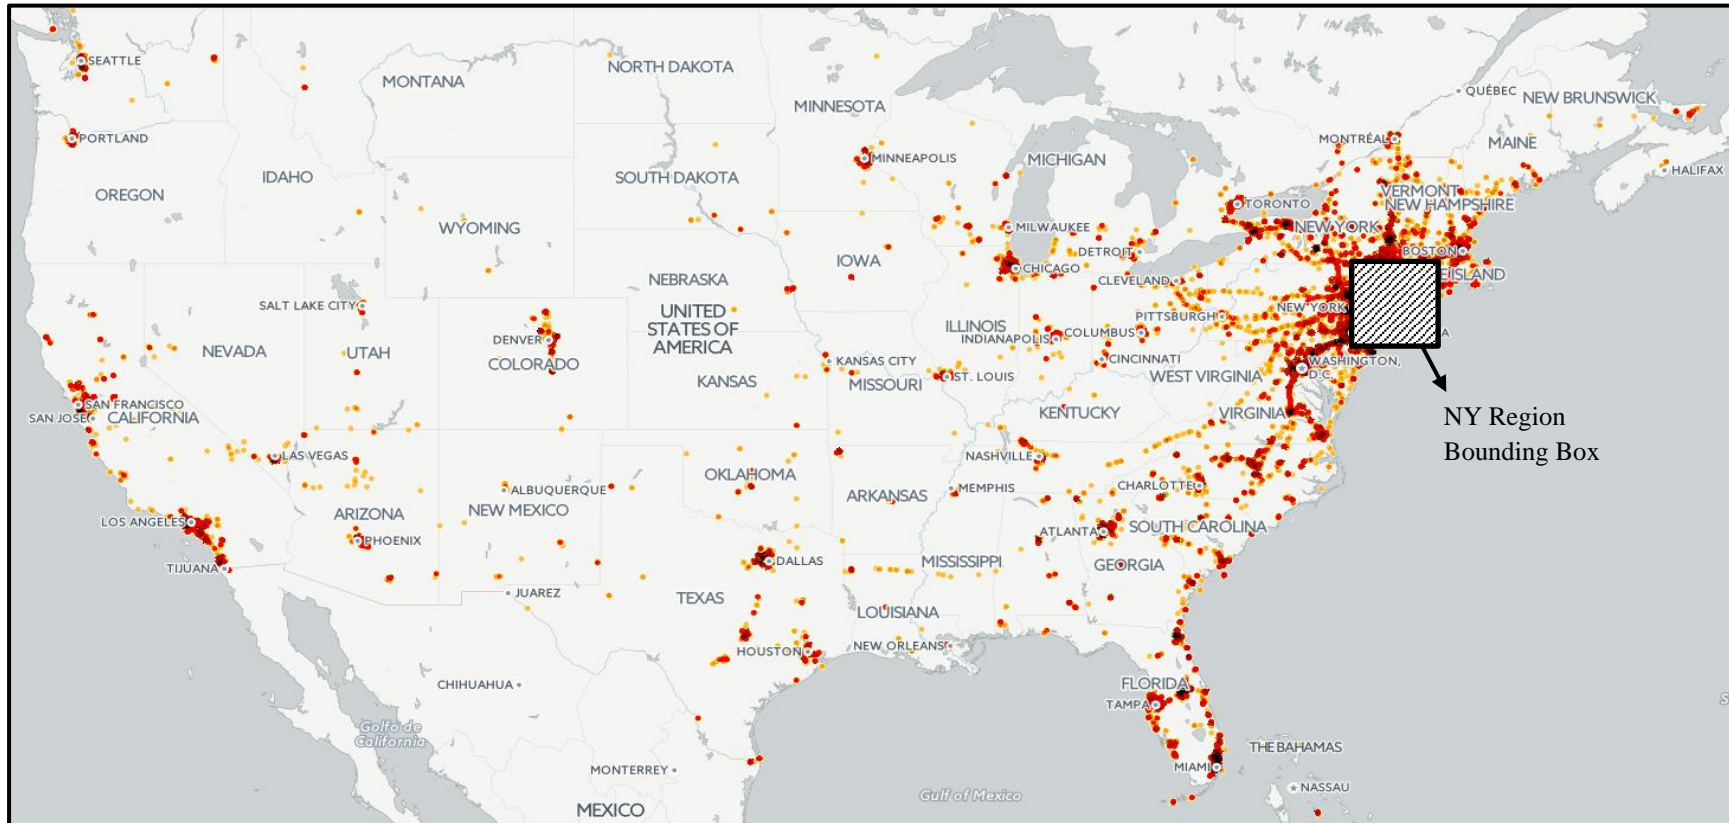 SEATTLE
MONTANA
NORTH DAKOTA
MINNESOTA
QUÉBEC
NEW BRUNSWICK
PORTLAND
MONTRÉAL
MAINE
MINNEAPOLIS
MICHIGAN
HALIFAX
IDAHO
SOUTH DAKOTA
OREGON
VERMONT
NEW HAMPSHIRE
TORONTO
WYOMING
MILWAUKEE
NEW YORK
DETROIT
BOSTON
IOWA
CHICAGO
CLEVELAND
E ISLAND
NEBRASKA
SALT LAKE CITY
UNITED
STATES OF
AMERICA
NEW YORK
PITTSBURGH
ILLINOIS
INDIANAPOLIS
COLUMBUS
DENVER
NEVADA
UTAH
COLORADO
KANSAS CITY
CINCINNATI
WASHINGTON,
D.C.
KANSAS
MISSOURI
ST. LOUIS
WEST VIRGINIA
SAN FRANCISCO
SAN JOSE
CALIFORNIA
KENTUCKY
VIRGINIA
NY Region
Bounding Box
LAS VEGAS
NASHVILLE
OKLAHOMA
ALBUQUERQUE
MEMPHIS
CHARLOTTE
ARKANSAS
NEW MEXICO
ARIZONA
LOS ANGELES
ATLANTA
SOUTH CAROLINA
PHOENIX
TIJUANA
DALLAS
MISSISSIPPI
GEORGIA
JUAREZ
TEXAS
LOUISIANA
HOUSTON
NEW ORLEANS
CHIHUAHUA
FLORIDA
TAMPA
Golfo de
California
THE BAHAMAS
MONTERREY
MIAMI
NASSAU
Gulf of Mexico
MEXICO